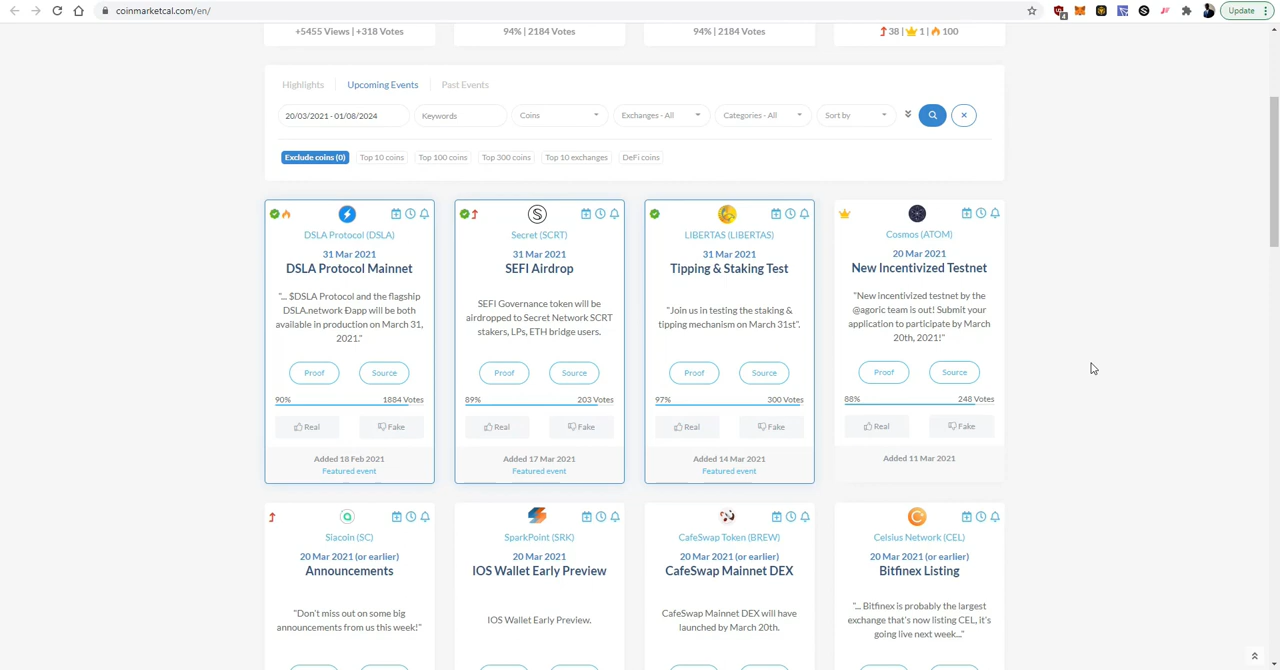 coinmarketcal.com/en/
4
Update
+5455 Views | +318 Votes
94% | 2184 Votes
94% | 2184 Votes
38 | 1 | 100
Highlights
Upcoming Events
Past Events
20/03/2021 - 01/08/2024
Keywords
Coins
Exchanges - All
Categories - All
Sort by
Exclude coins (0)
Top 10 coins
Top 100 coins
Top 300 coins
Top 10 exchanges
DeFi coins
DSLA Protocol (DSLA)
31 Mar 2021
DSLA Protocol Mainnet
"... $DSLA Protocol and the flagship
DSLA.network Ðapp will be both
available in production on March 31,
2021."
Proof
Source
90%
1884 Votes
Real
Fake
Added 18 Feb 2021
Featured event
Secret (SCRT)
31 Mar 2021
SEFI Airdrop
SEFI Governance token will be
airdropped to Secret Network SCRT
stakers, LPs, ETH bridge users.
Proof
Source
89%
203 Votes
Real
Fake
Added 17 Mar 2021
Featured event
LIBERTAS (LIBERTAS)
31 Mar 2021
Tipping & Staking Test
"Join us in testing the staking &
tipping mechanism on March 31st".
Proof
Source
97%
300 Votes
Real
Fake
Added 14 Mar 2021
Featured event
Cosmos (ATOM)
20 Mar 2021
New Incentivized Testnet
"New incentivized testnet by the
@agoric team is out! Submit your
application to participate by March
20th, 2021!"
Proof
Source
88%
248 Votes
Real
Fake
Added 11 Mar 2021
Siacoin (SC)
20 Mar 2021 (or earlier)
Announcements
"Don't miss out on some big
announcements from us this week!"
SparkPoint (SRK)
20 Mar 2021
IOS Wallet Early Preview
IOS Wallet Early Preview.
CafeSwap Token (BREW)
20 Mar 2021 (or earlier)
CafeSwap Mainnet DEX
CafeSwap Mainnet DEX will have
launched by March 20th.
Celsius Network (CEL)
20 Mar 2021 (or earlier)
Bitfinex Listing
"... Bitfinex is probably the largest
exchange that's now listing CEL, it's
going live next week..."